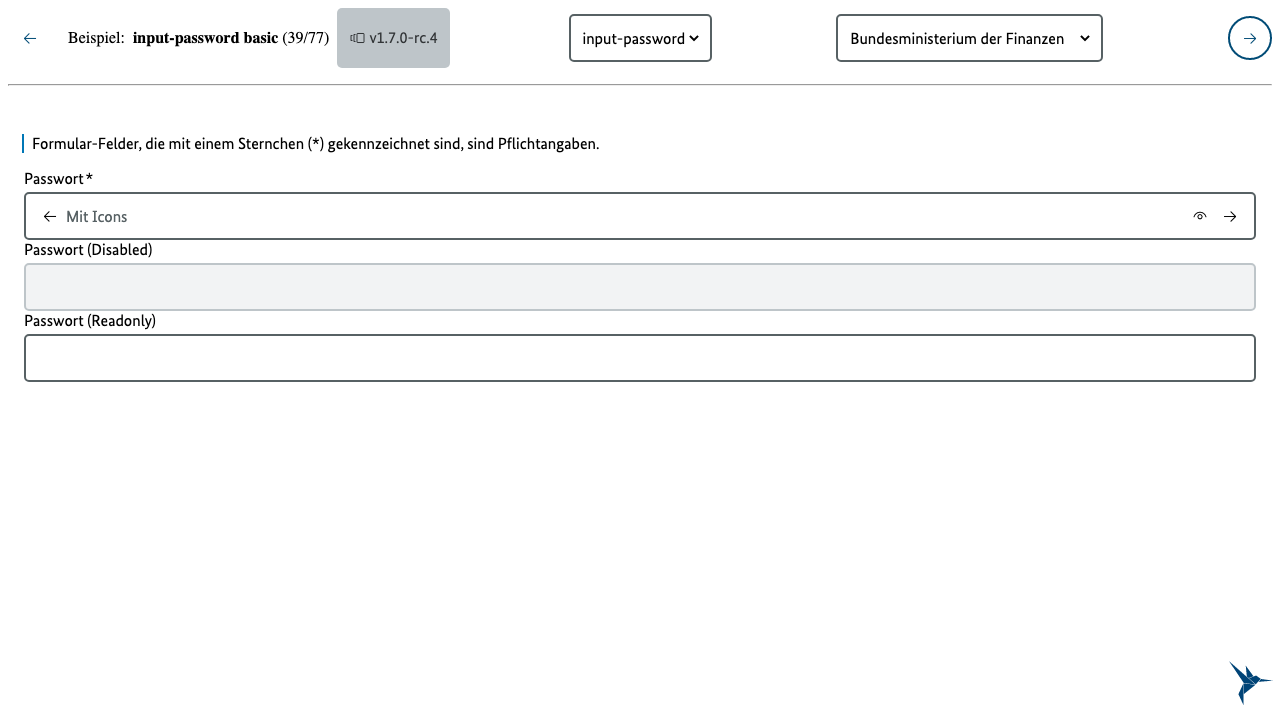 Beispiel: input-password basic (39/77) v1.7.0-rc.4 input-password Bundesministerium der Finanzen
Formular-Felder, die mit einem Sternchen (*) gekennzeichnet sind, sind Pflichtangaben.
Passwort*
Mit Icons
Passwort (Disabled)
Passwort (Readonly)